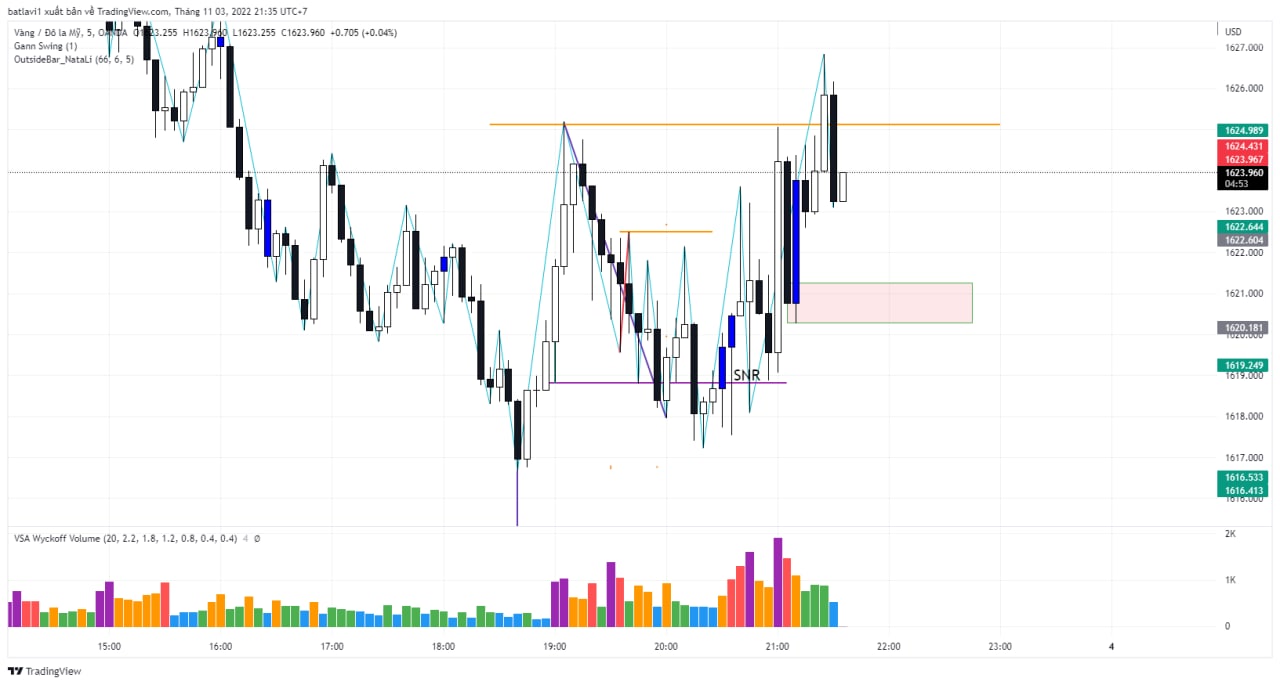 batlavi1 xuất bản về TradingView.com, Tháng 11 03, 2022 21:35 UTC+7
Vàng / Đô la Mỹ, 5, OANDA O1623.255 H1623.960 L1623.255 C1623.960 +0.705 (+0.04%)
Gann Swing (1)
OutsideBar_NataLi (66, 6, 5)
USD
1627.000
1626.000
1624.989
1624.431
1623.967
1623.960
04:53
1623.000
1622.644
1622.604
1622.000
1621.000
1620.181
1620.000
1619.249
1619.000
SNR
1618.000
1617.000
1616.533
1616.413
1616.000
VSA Wyckoff Volume (20, 2.2, 1.8, 1.2, 0.8, 0.4, 0.4) 4 Ø
2K
1K
0
15:00 16:00 17:00 18:00 19:00 20:00 21:00 22:00 23:00 4
TradingView